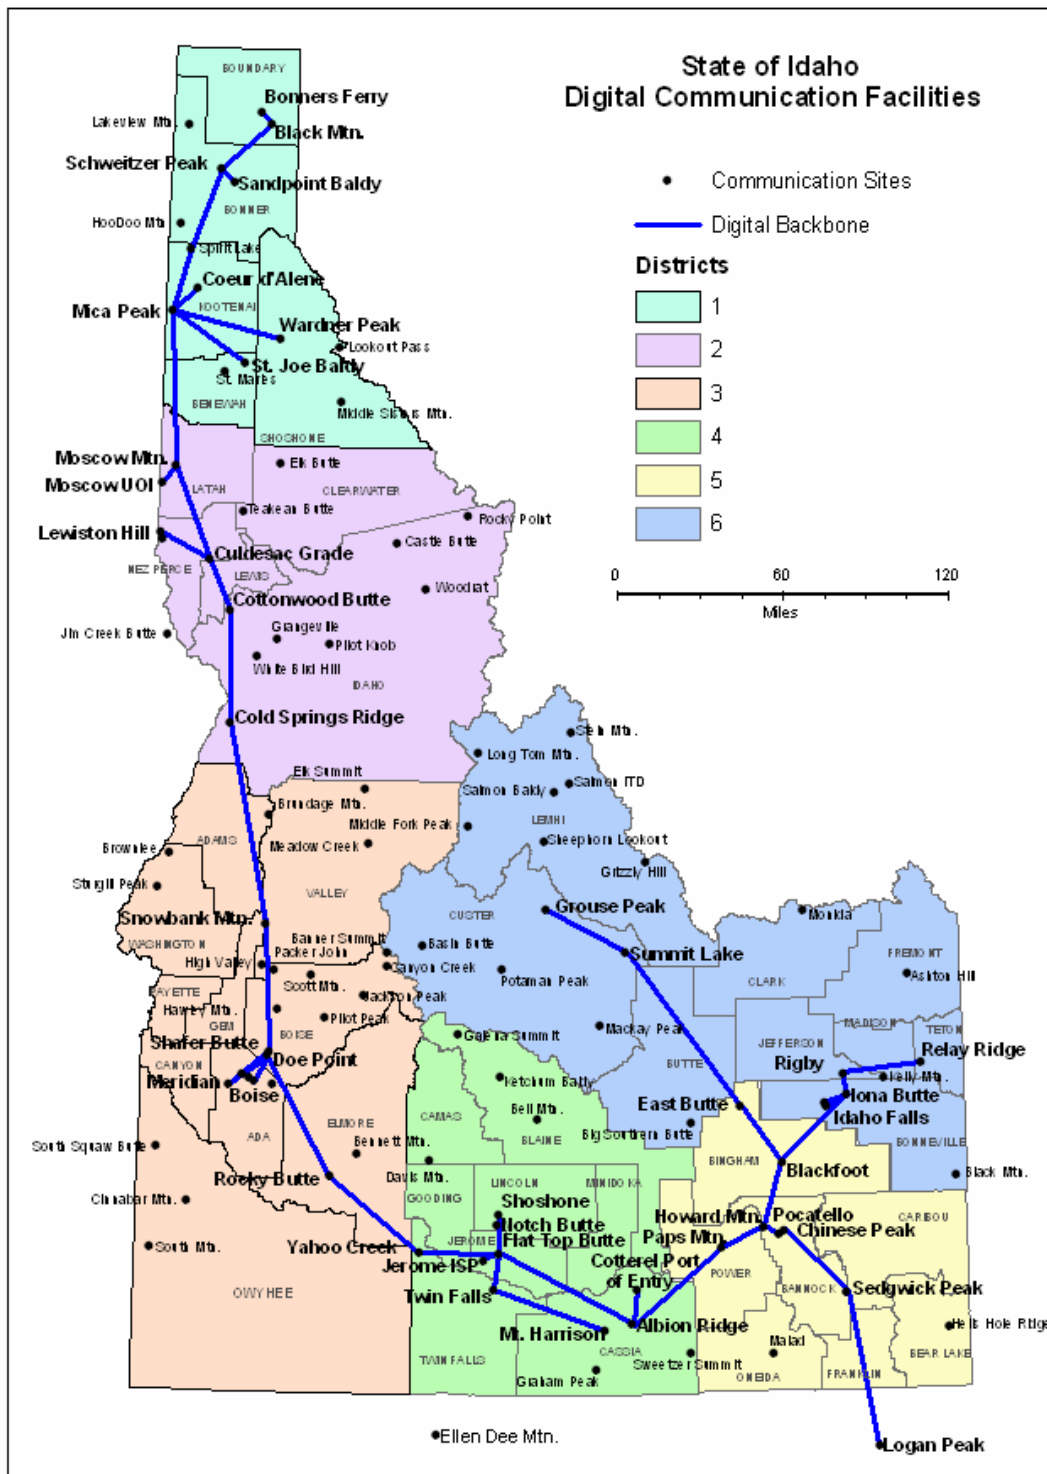 State of Idaho
Digital Communication Facilities
Communication Sites
Digital Backbone
Districts
1
2
3
4
5
6
0
60
120
Miles
BOUNDARY
Bonners Ferry
Lakeview Mtn.
Black Mtn.
Schweitzer Peak
Sandpoint Baldy
BONNER
HooDoo Mtn
Spirit Lake
Coeur d'Alene
Mica Peak
KOOTENAI
Wardner Peak
Lookout Pass
St. Joe Baldy
St. Maries
BENEWAH
Middle Sisters Mtn.
SHOSHONE
Moscow Mtn.
Elk Butte
Moscow UOI
LATAH
CLEARWATER
Teakean Butte
Rocky Point
Lewiston Hill
Castle Butte
Culdesac Grade
NEZ PERCE
LEWIS
Woodrat
Cottonwood Butte
Grangeville
Jim Creek Butte
Pilot Knob
White Bird Hill
IDAHO
Cold Springs Ridge
Stein Mtn.
Long Tom Mtn.
Elk Summit
Salmon ITD
Salmon Baldy
Brundage Mtn.
Middle Fork Peak
LEMHI
ADAMS
Meadow Creek
Sheephorn Lookout
Brownlee
Grizzly Hill
Sturgill Peak
VALLEY
Grouse Peak
Snowbank Mtn.
CUSTER
Monida
WASHINGTON
Banner Summit
Basin Butte
Summit Lake
FREMONT
Packer John
High Valley
Canyon Creek
Ashton Hill
Scott Mtn.
Potaman Peak
CLARK
PAYETTE
Jackson Peak
Hawley Mtn.
GEM
Pilot Peak
Mackay Peak
MADISON
BOISE
TETON
Shafer Butte
Galena Summit
BUTTE
JEFFERSON
Relay Ridge
CANYON
Doe Point
Rigby
Meridian
Ketchum Baldy
Kelly Mtn.
Boise
Iona Butte
East Butte
Idaho Falls
CAMAS
Bell Mtn.
ELMORE
BLAINE
Big Southern Butte
ADA
BONNEVILLE
South Squaw Butte
Bennett Mtn.
BINGHAM
Blackfoot
Davis Mtn.
Black Mtn.
Rocky Butte
LINCOLN
MINIDOKA
Chinabar Mtn.
GOODING
Shoshone
Howard Mtn.
Pocatello
CARIBOU
Notch Butte
Chinese Peak
South Mtn.
Yahoo Creek
JEROME
Flat Top Butte
Paps Mtn.
Jerome ISP
Cotterel Port
of Entry
POWER
BANNOCK
Sedgwick Peak
OWYHEE
Twin Falls
Mt. Harrison
Albion Ridge
Hells Hole Ridge
Malad
CASSIA
BEAR LAKE
TWIN FALLS
Sweetzer Summit
Graham Peak
ONEIDA
FRANKLIN
Ellen Dee Mtn.
Logan Peak